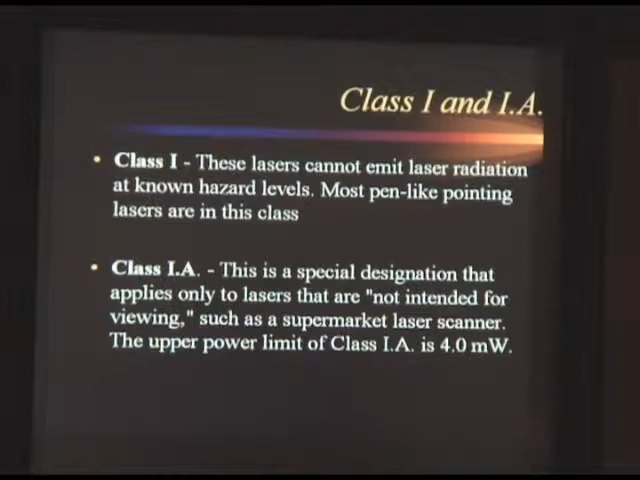 Class I and I.A.
• Class I - These lasers cannot emit laser radiation
at known hazard levels. Most pen-like pointing
lasers are in this class
• Class I.A. - This is a special designation that
applies only to lasers that are "not intended for
viewing," such as a supermarket laser scanner.
The upper power limit of Class I.A. is 4.0 mW.